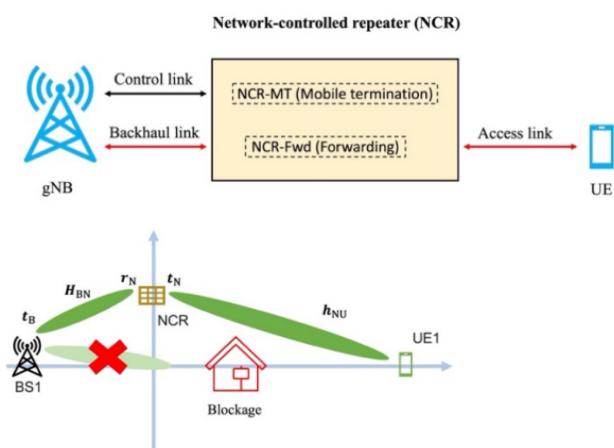 Network-controlled repeater (NCR)
Control link
NCR-MT (Mobile termination)
Backhaul link
NCR-Fwd (Forwarding)
Access link
gNB
UE
r_N t_N
H_BN
NCR
h_NU
t_B
UE1
BS1
Blockage